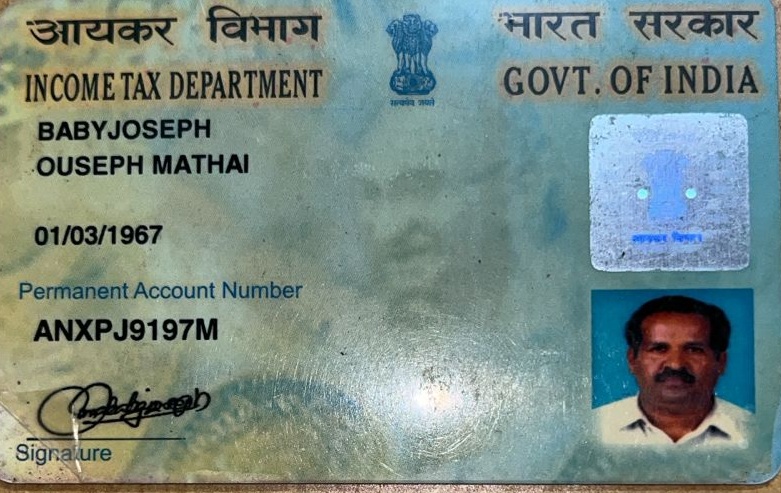 आयकर विभाग
भारत सरकार
INCOME TAX DEPARTMENT
GOVT. OF INDIA
सत्यमेव जयते
BABYJOSEPH
OUSEPH MATHAI
01/03/1967
आयकर विभाग
Permanent Account Number
ANXPJ9197M
Signature